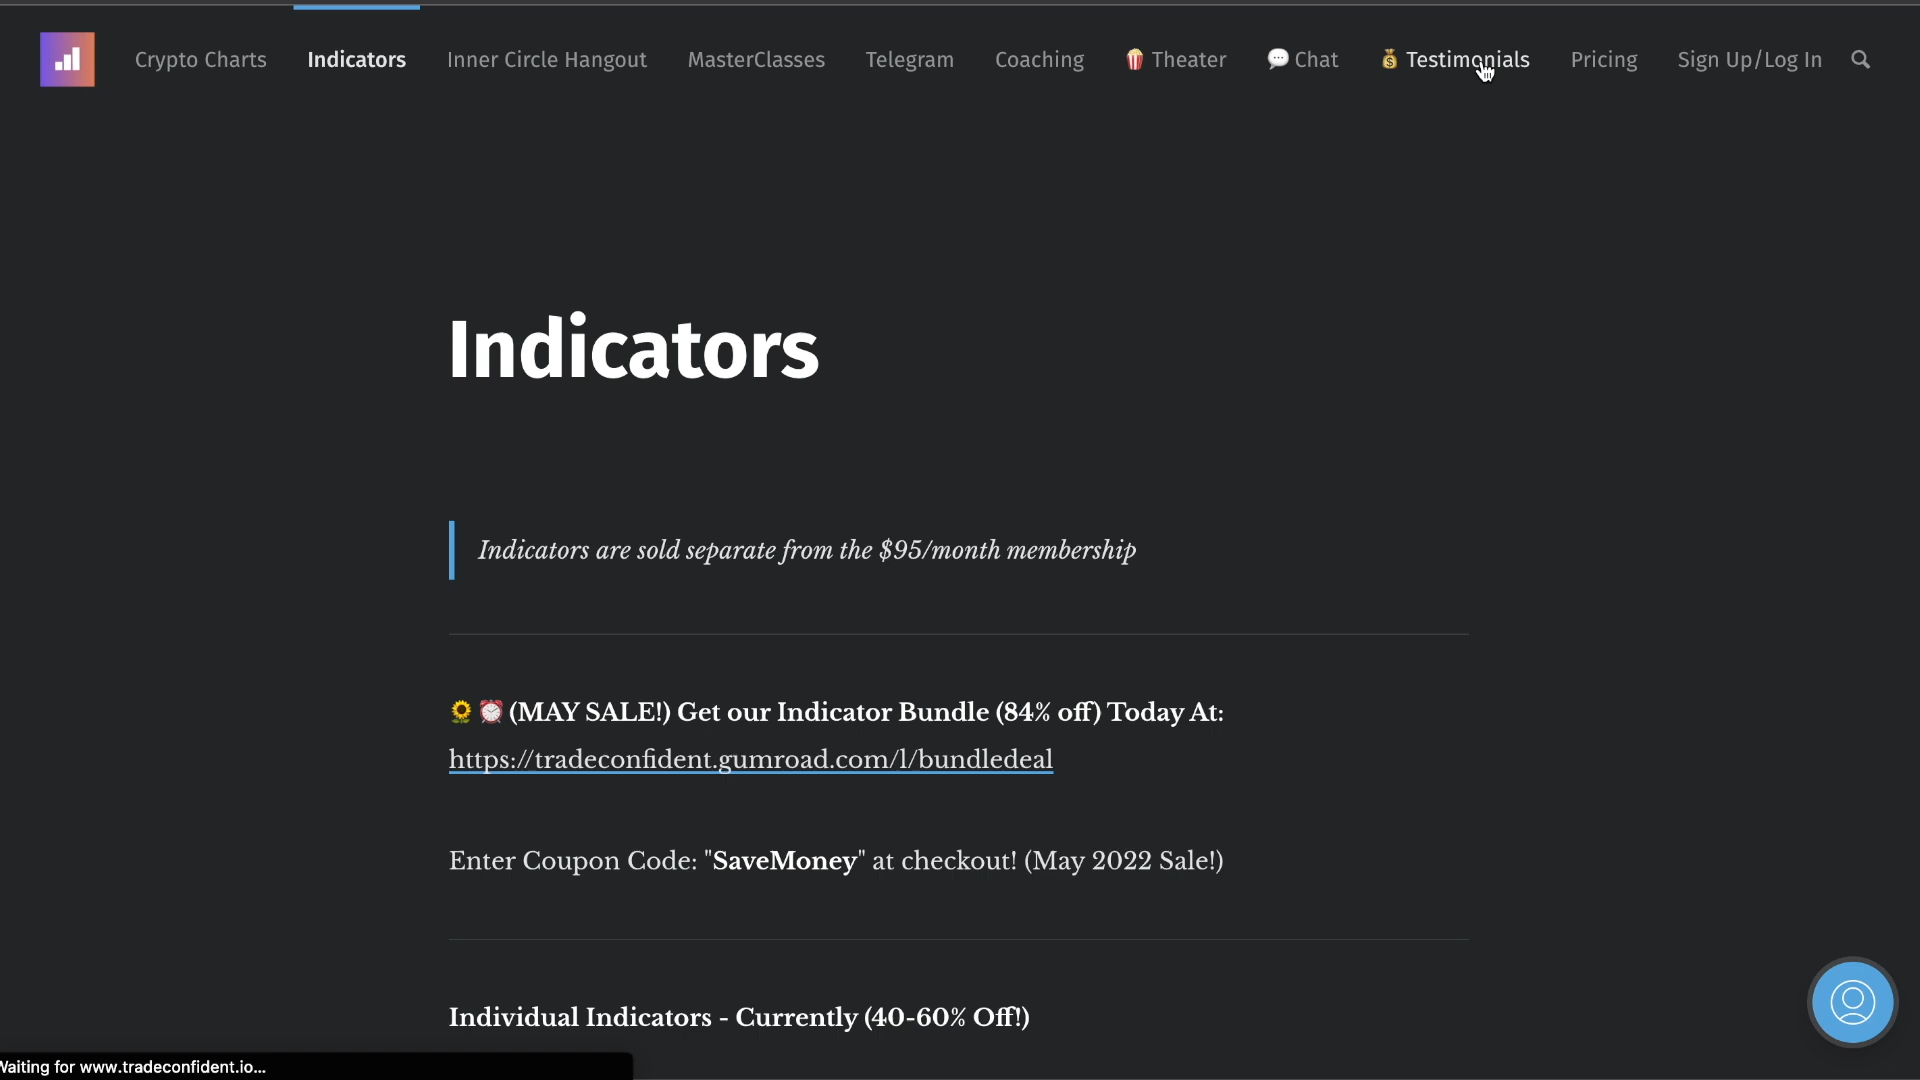 Crypto Charts Indicators Inner Circle Hangout MasterClasses Telegram Coaching 🍿 Theater 💬 Chat 💰 Testimonials Pricing Sign Up/Log In
Indicators
Indicators are sold separate from the $95/month membership
🌻 ⏰ (MAY SALE!) Get our Indicator Bundle (84% off) Today At:
https://tradeconfident.gumroad.com/l/bundledeal
Enter Coupon Code: "SaveMoney" at checkout! (May 2022 Sale!)
Individual Indicators - Currently (40-60% Off!)
Waiting for www.tradeconfident.io...